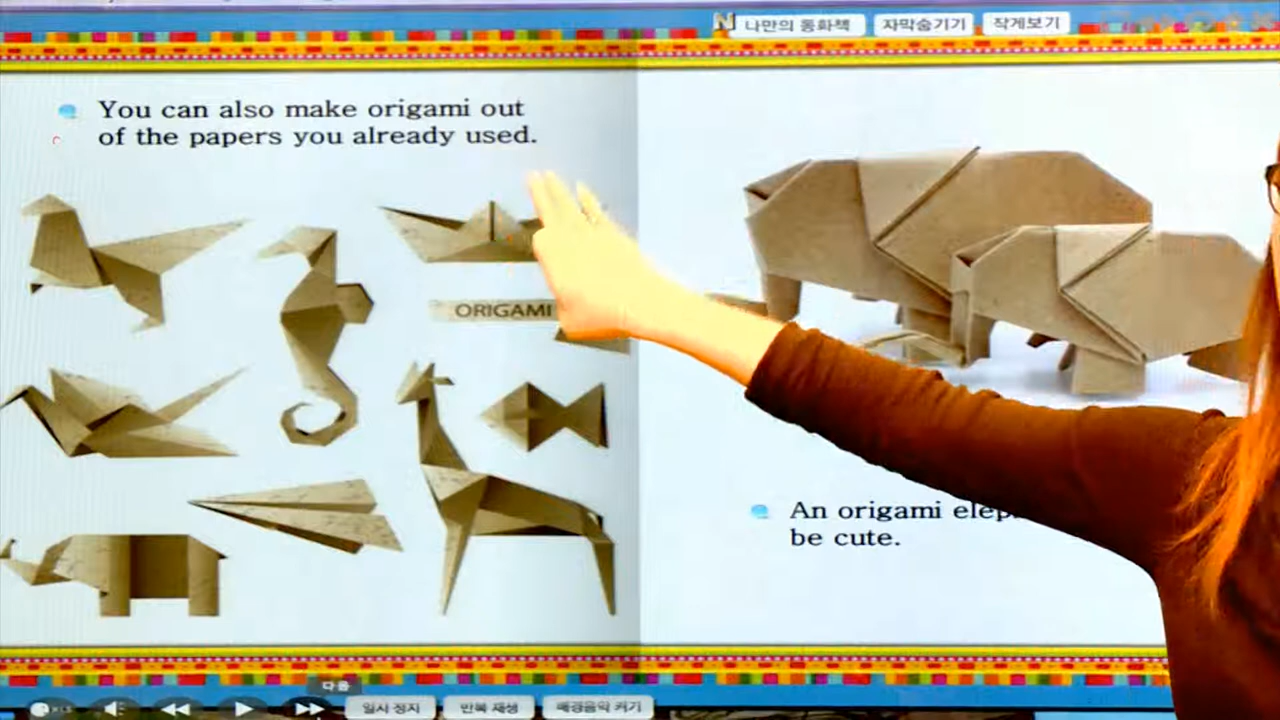 나만의 동화책 자막숨기기 작게보기
You can also make origami out
of the papers you already used.
ORIGAMI
An origami
be cute.
다음
일시 정지 반복 재생 배경음악 켜기